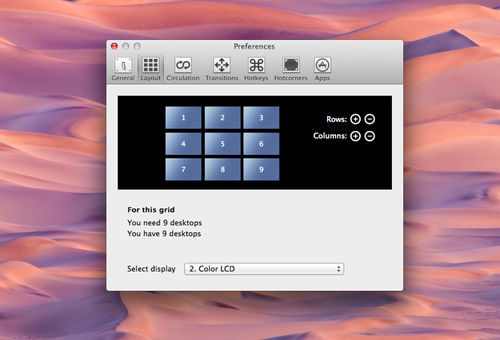 Preferences
General Layout Circulation Transitions Hotkeys Hotcorners Apps
1 2 3
Rows:
4 5 6
Columns:
7 8 9
For this grid
You need 9 desktops
You have 9 desktops
Select display 2. Color LCD